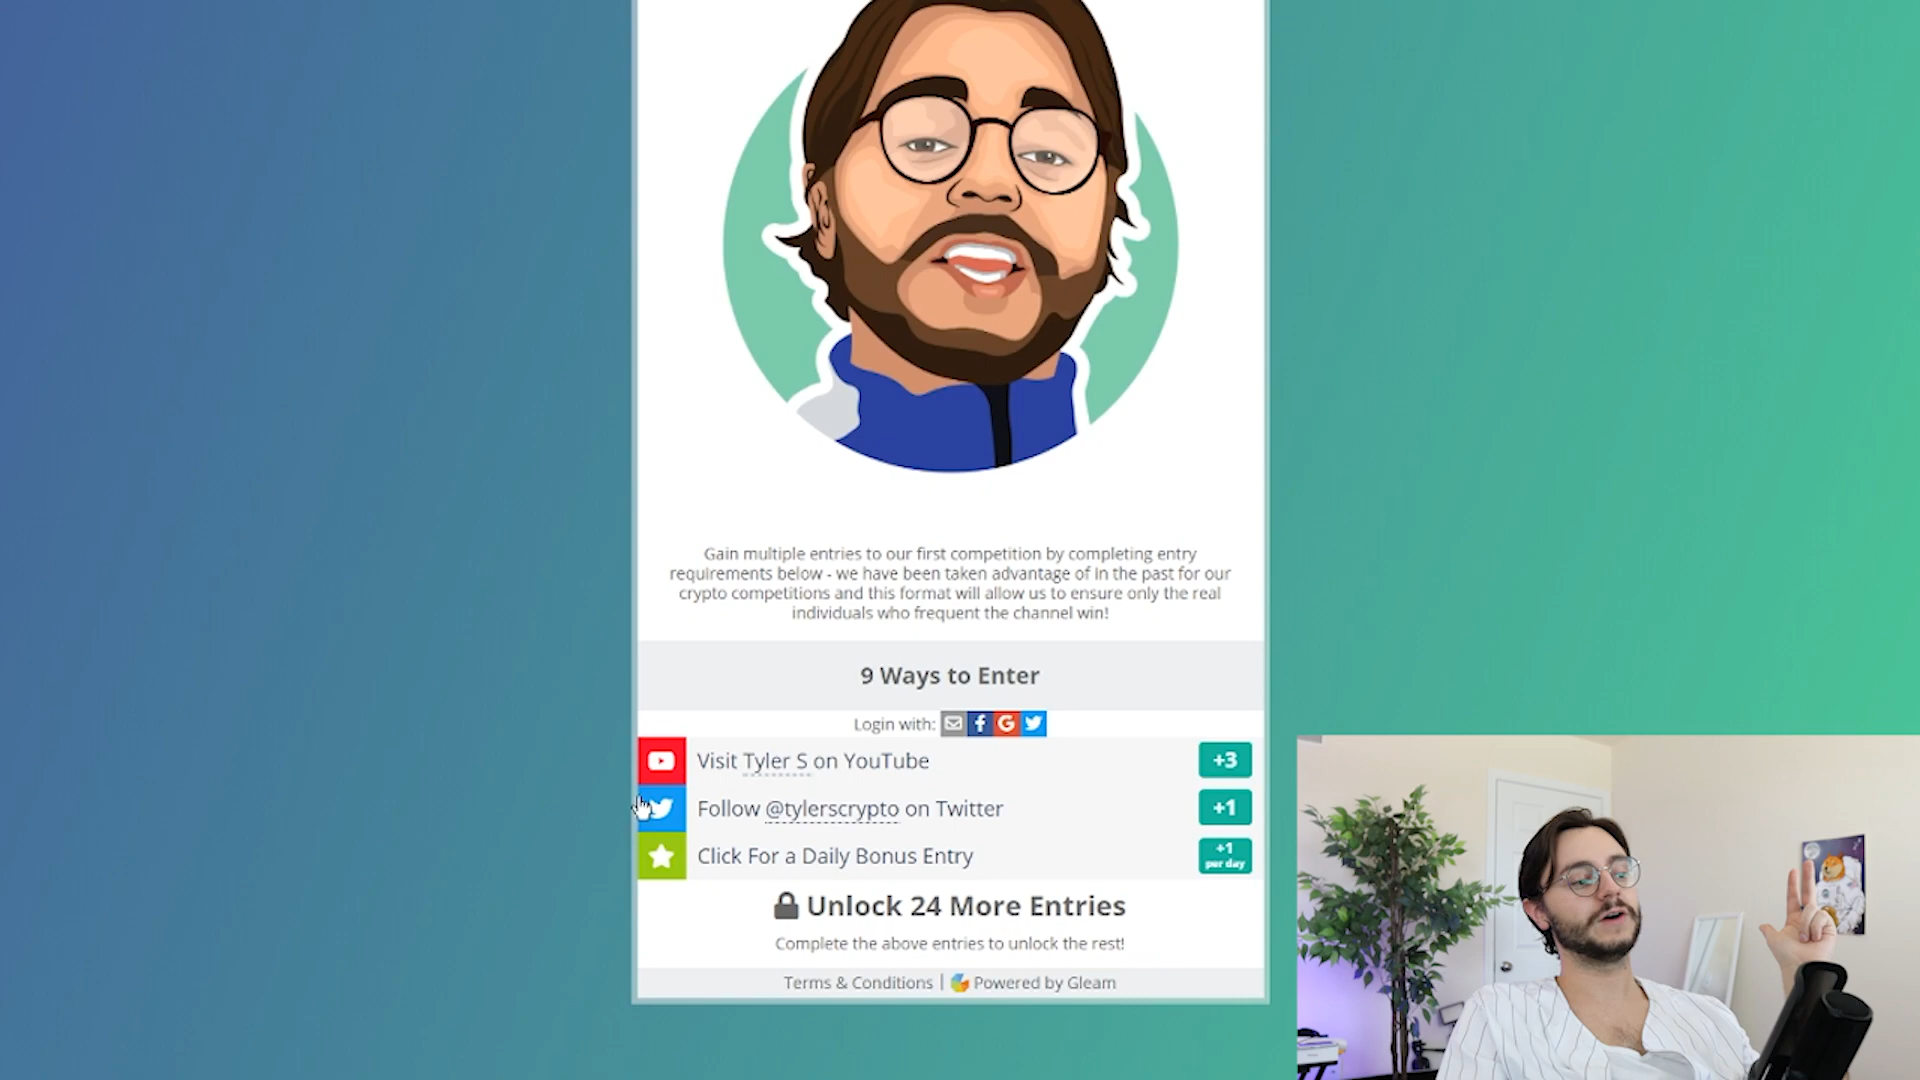 Gain multiple entries to our first competition by completing entry
requirements below - we have been taken advantage of in the past for our
crypto competitions and this format will allow us to ensure only the real
individuals who frequent the channel win!
9 Ways to Enter
Login with:
Visit Tyler S on YouTube +3
Follow @tylerscrypto on Twitter +1
Click For a Daily Bonus Entry +1 per day
Unlock 24 More Entries
Complete the above entries to unlock the rest!
Terms & Conditions | Powered by Gleam